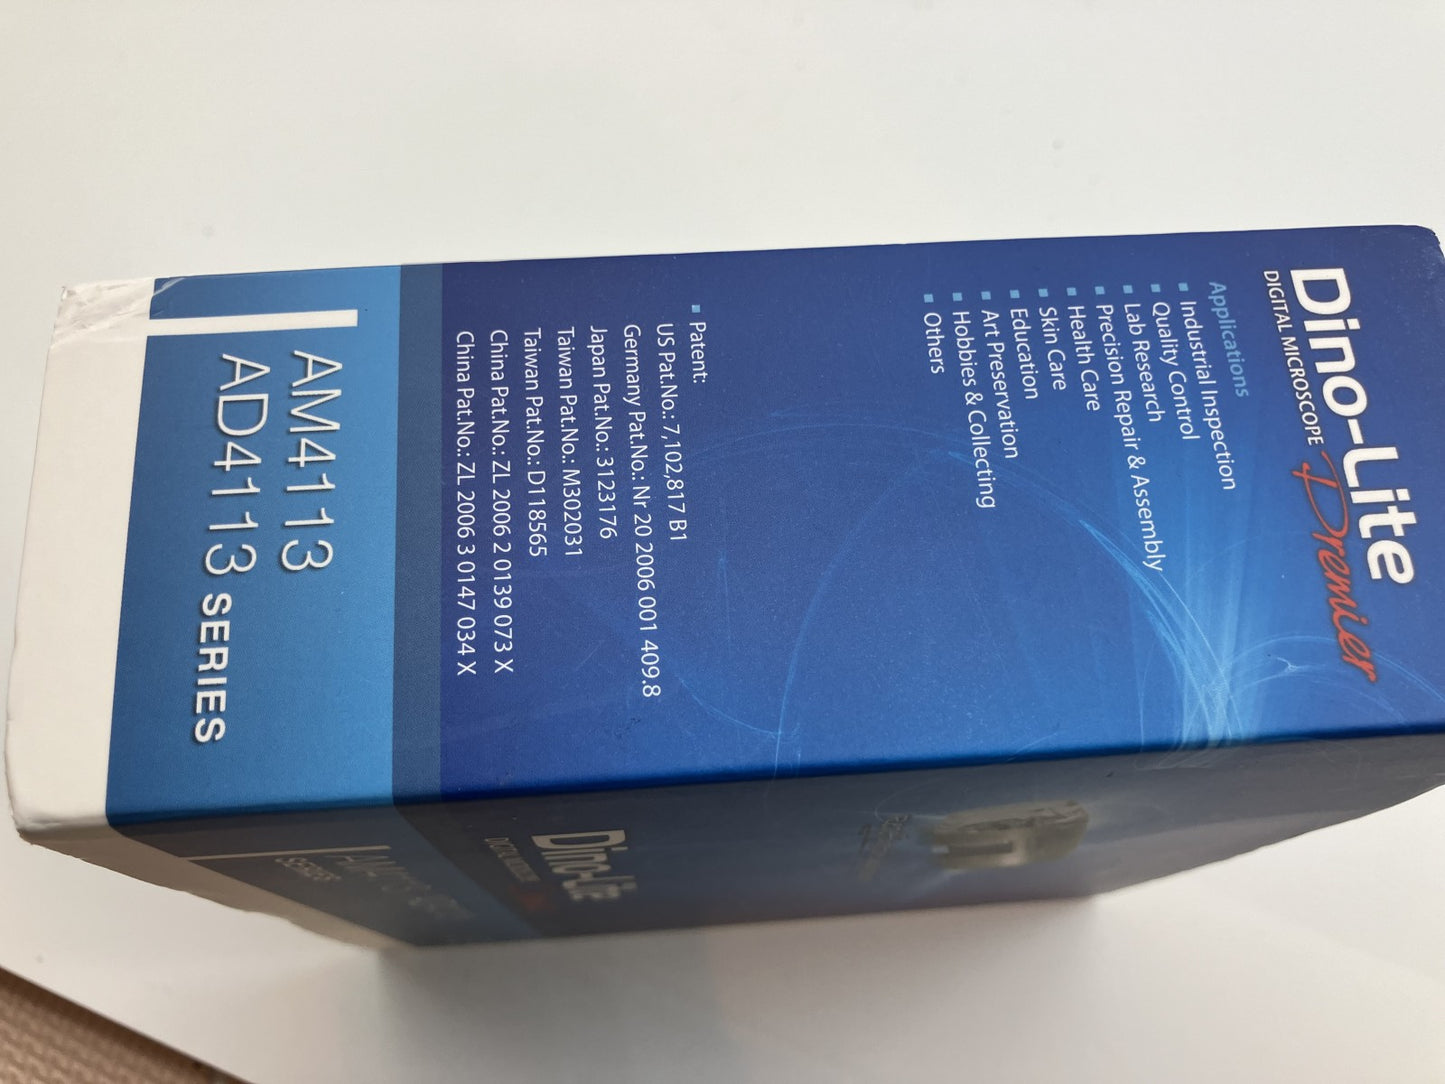 Dino-Lite
DIGITAL MICROSCOPE Premier
Applications
▪ Industrial Inspection
▪ Quality Control
▪ Lab Research
▪ Precision Repair & Assembly
▪ Health Care
▪ Skin Care
▪ Education
▪ Art Preservation
▪ Hobbies & Collecting
▪ Others
▪ Patent:
US Pat.No.: 7,102,817 B1
Germany Pat.No.: Nr 20 2006 001 409.8
Japan Pat.No.: 3123176
Taiwan Pat.No.: M302031
Taiwan Pat.No.: D118565
China Pat.No.: ZL 2006 2 0139 073 X
China Pat.No.: ZL 2006 3 0147 034 X
AM4113
AD4113 SERIES
Dino-Lite
SERIES